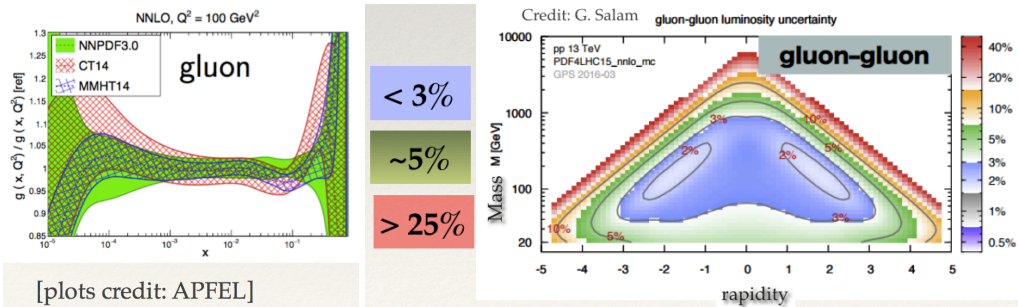 NNLO, Q² = 100 GeV²
g ( x, Q²) / g ( x, Q²) [ref]
1.3
1.25
1.2
1.15
1.1
1.05
1
0.95
0.9
0.85
NNPDF3.0
CT14
MMHT14
gluon
10⁻⁵
10⁻⁴
10⁻³
10⁻²
10⁻¹
x
[plots credit: APFEL]
< 3%
~5%
> 25%
Credit: G. Salam
gluon-gluon luminosity uncertainty
pp 13 TeV
PDF4LHC15_nnlo_mc
GPS 2016-03
gluon–gluon
Mass M [GeV]
10000
1000
100
20
3%
10%
2%
2%
5%
3%
10%
5%
-5 -4 -3 -2 -1 0 1 2 3 4 5
rapidity
40%
20%
10%
5%
3%
2%
1%
0.5%